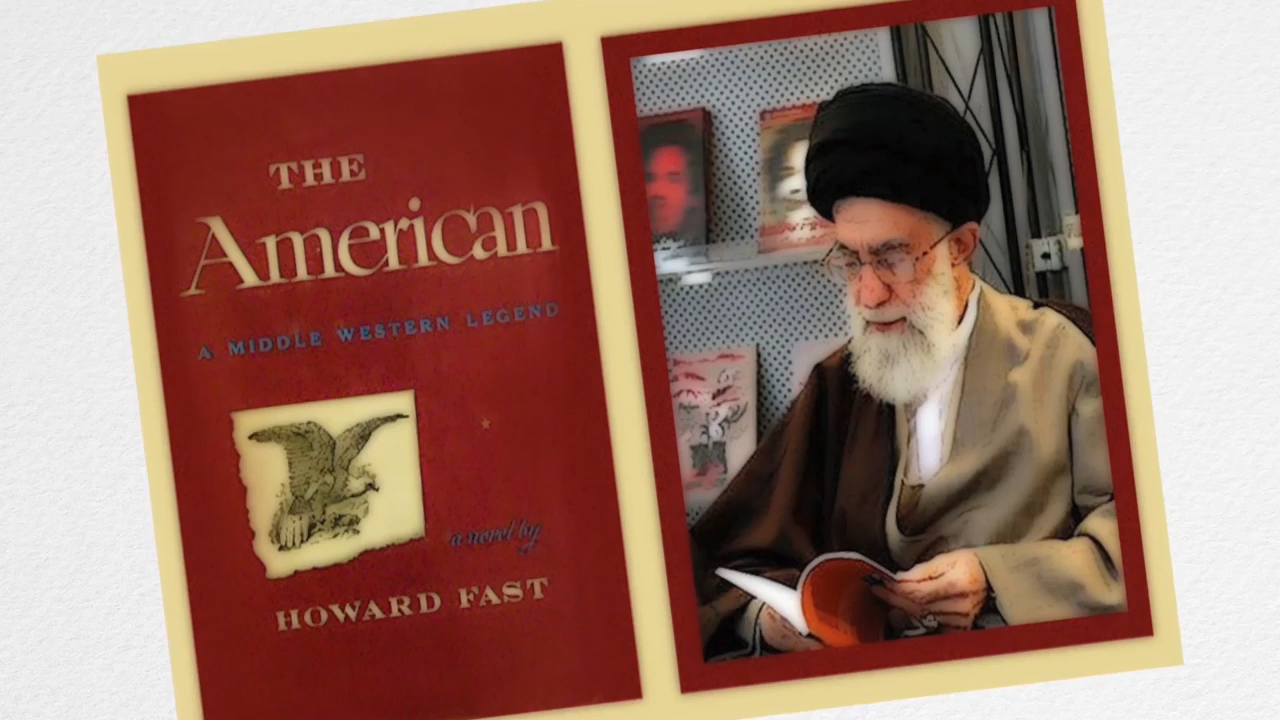 THE
American
A MIDDLE WESTERN LEGEND
a novel by
HOWARD FAST